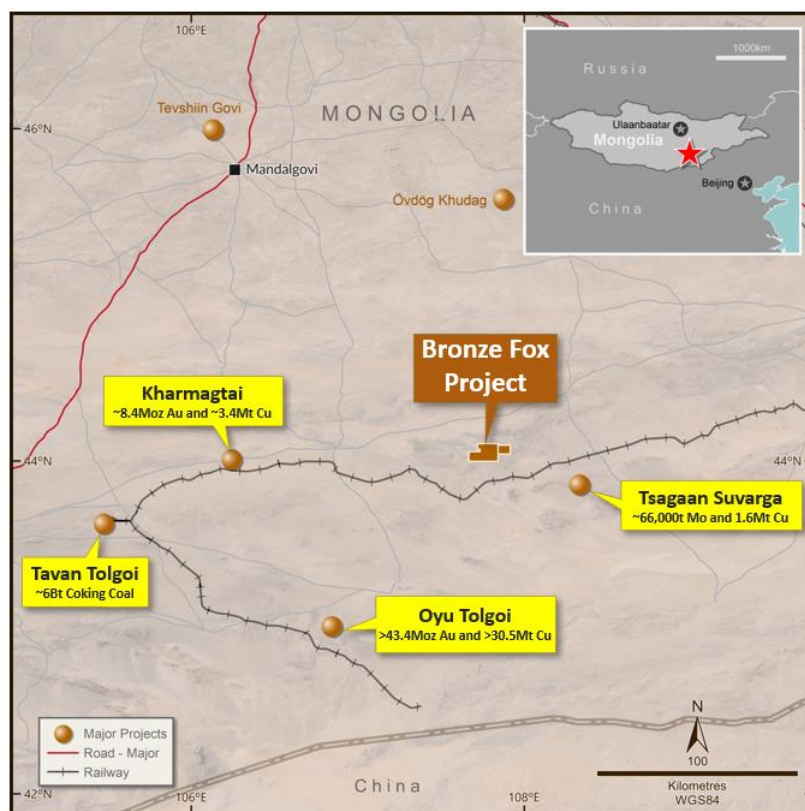 106°E
1000km
Russia
Ulaanbaatar
Mongolia
Beijing
China
Tevshiin Govi
MONGOLIA
46°N
Mandalgovi
Övdög Khudag
Bronze Fox
Project
Kharmagtai
~8.4Moz Au and ~3.4Mt Cu
44°N
44°N
Tsagaan Suvarga
~66,000t Mo and 1.6Mt Cu
Tavan Tolgoi
~6Bt Coking Coal
Oyu Tolgoi
>43.4Moz Au and >30.5Mt Cu
Major Projects
Road - Major
Railway
N
100
Kilometres
WGS84
China
42°N
106°E
108°E